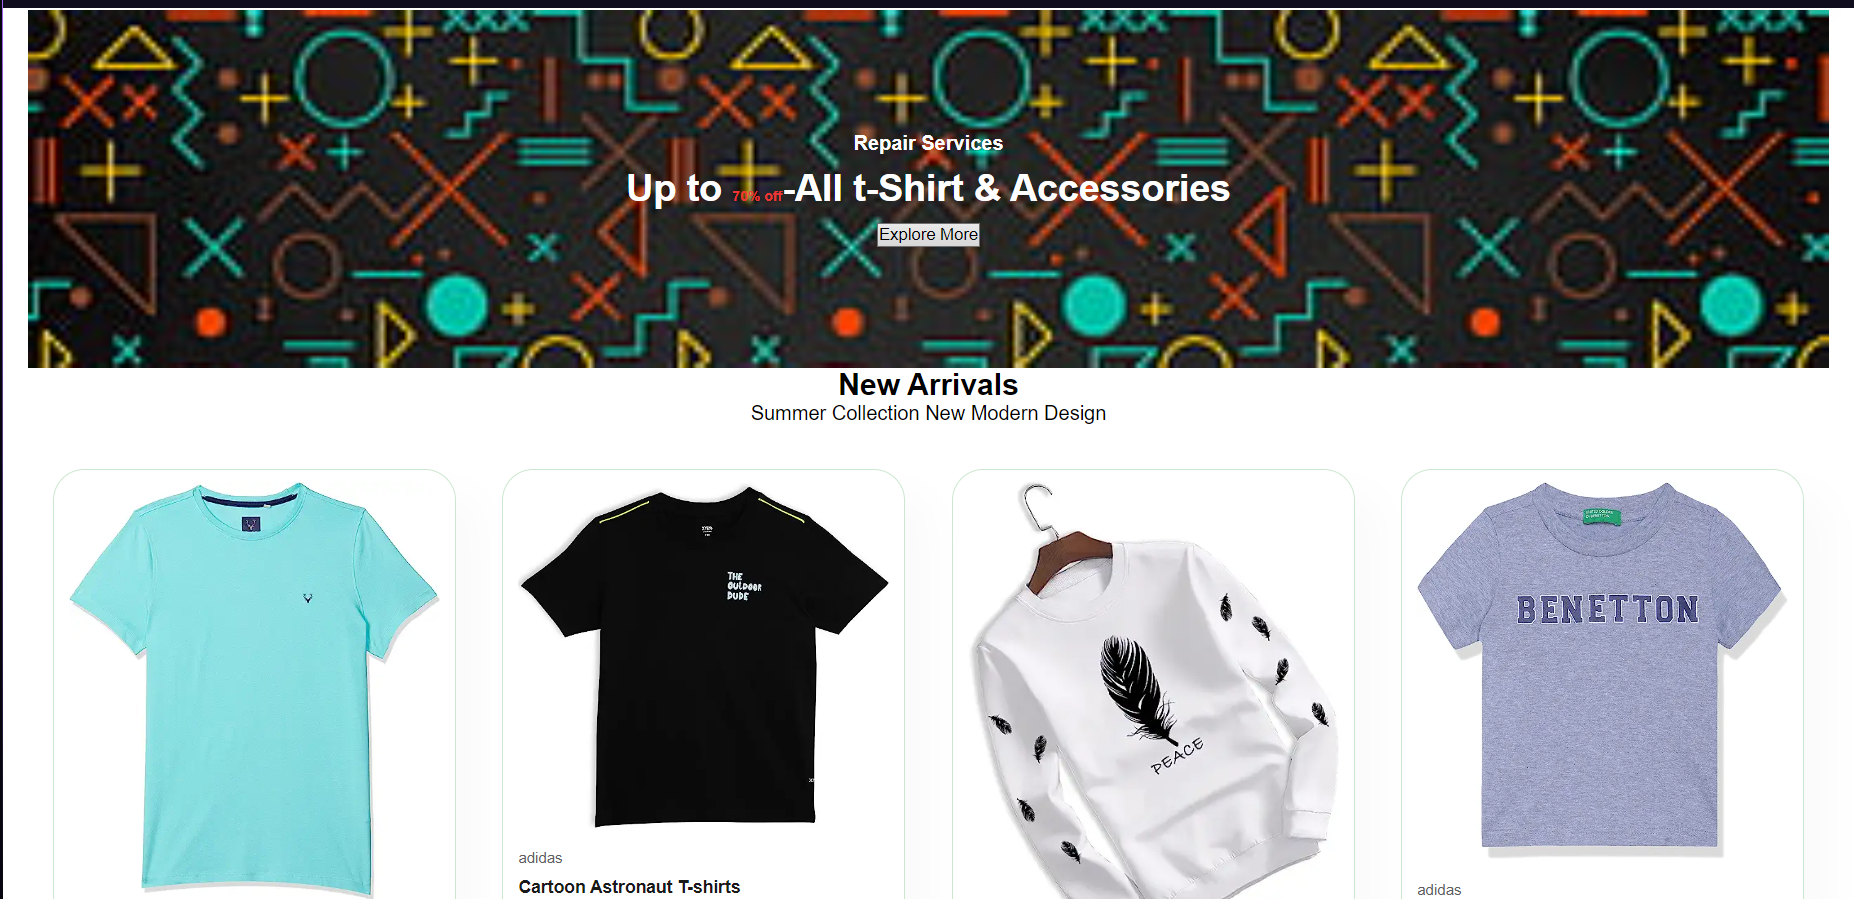 Repair Services
Up to 70% off-All t-Shirt & Accessories
Explore More
New Arrivals
Summer Collection New Modern Design
THE
OULDOOR
DUDE
PEACE
BENETTON
adidas
Cartoon Astronaut T-shirts
adidas